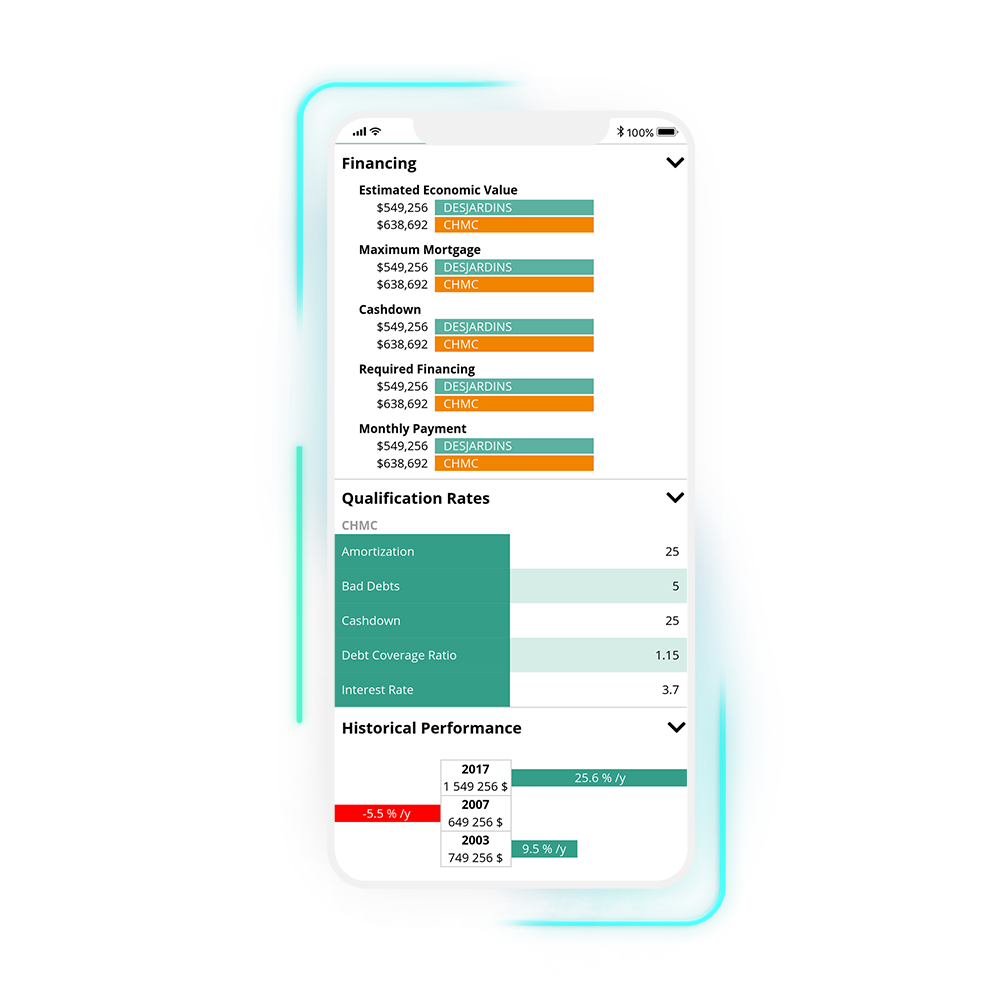 100%
Financing
Estimated Economic Value
$549,256 DESJARDINS
$638,692 CHMC
Maximum Mortgage
$549,256 DESJARDINS
$638,692 CHMC
Cashdown
$549,256 DESJARDINS
$638,692 CHMC
Required Financing
$549,256 DESJARDINS
$638,692 CHMC
Monthly Payment
$549,256 DESJARDINS
$638,692 CHMC
Qualification Rates
CHMC
Amortization 25
Bad Debts 5
Cashdown 25
Debt Coverage Ratio 1.15
Interest Rate 3.7
Historical Performance
2017
1 549 256 $
25.6 % /y
2007
-5.5 % /y
649 256 $
2003
749 256 $
9.5 % /y